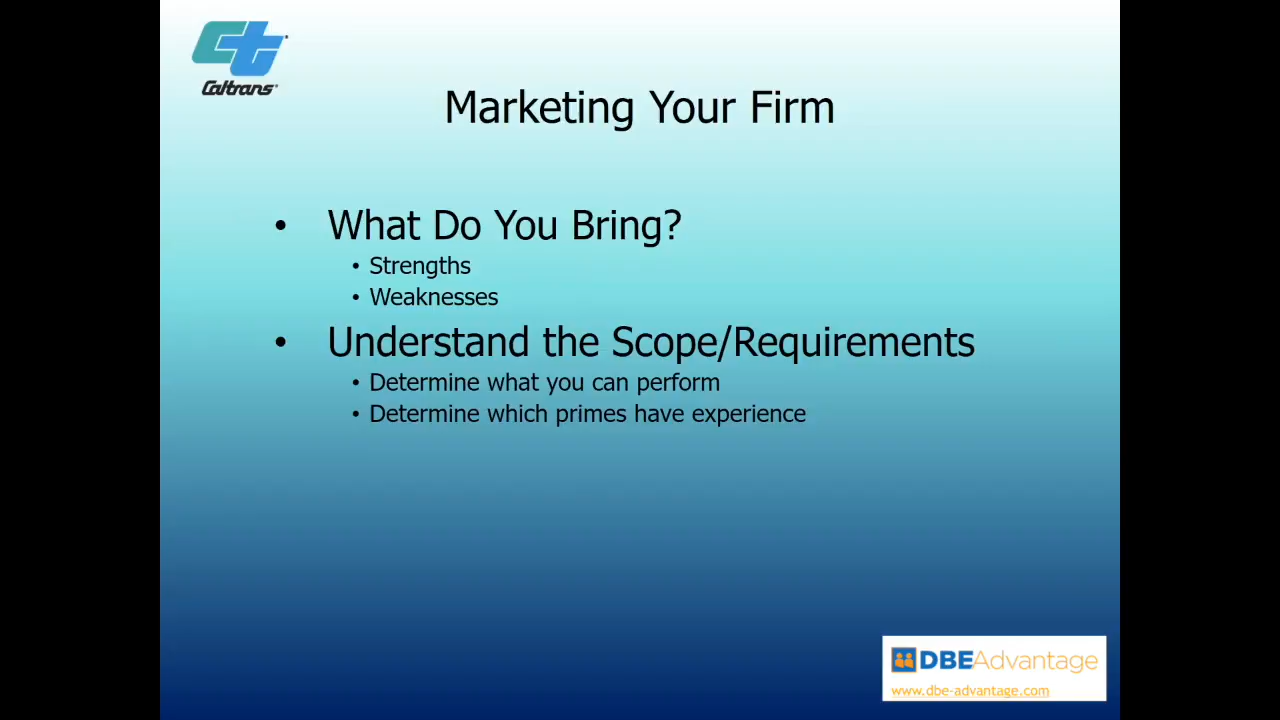 Caltrans
Marketing Your Firm
• What Do You Bring?
• Strengths
• Weaknesses
• Understand the Scope/Requirements
• Determine what you can perform
• Determine which primes have experience
DBEAdvantage
www.dbe-advantage.com